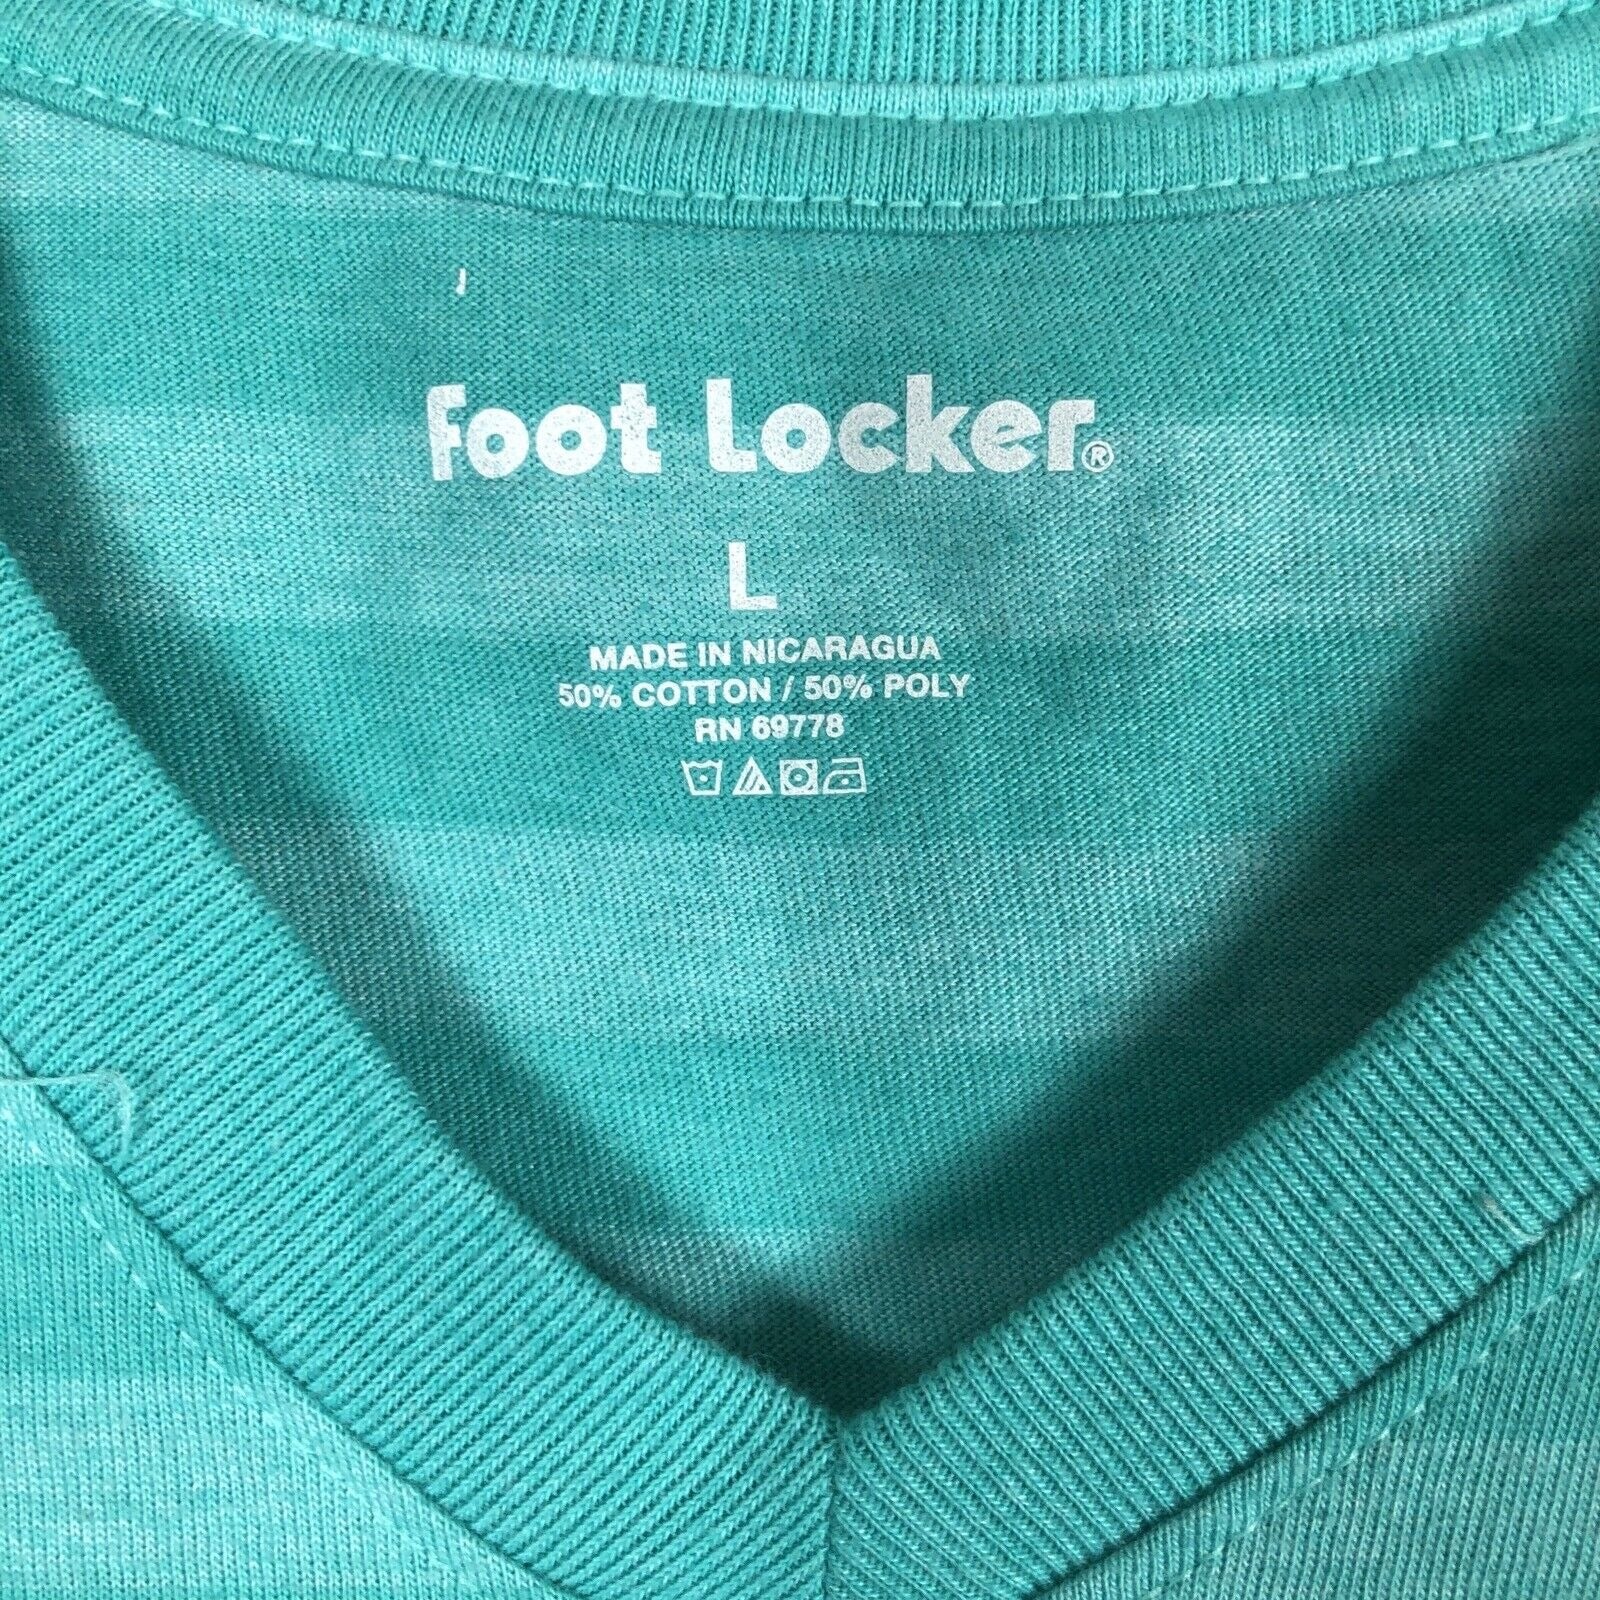 Foot Locker®
L
MADE IN NICARAGUA
50% COTTON / 50% POLY
RN 69778